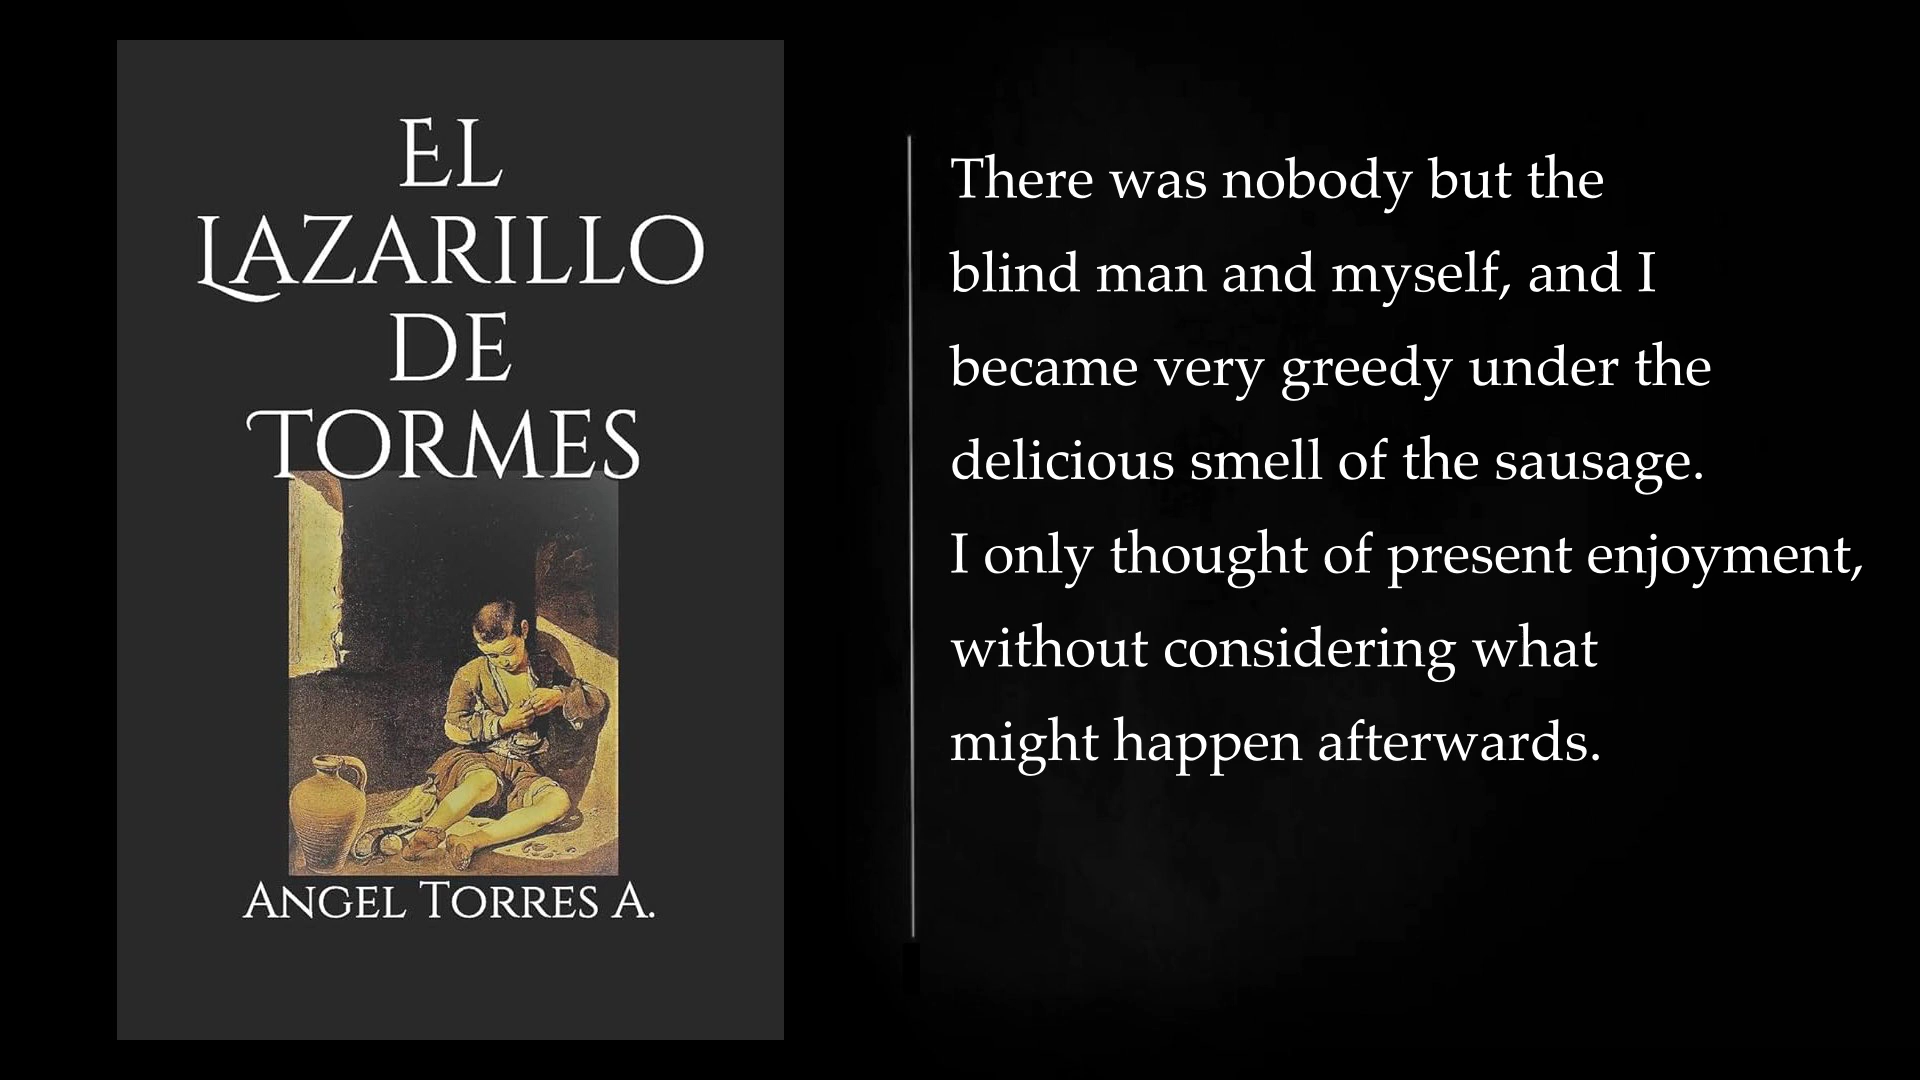 El
Lazarillo
de
Tormes
Angel Torres A.
There was nobody but the
blind man and myself, and I
became very greedy under the
delicious smell of the sausage.
I only thought of present enjoyment,
without considering what
might happen afterwards.